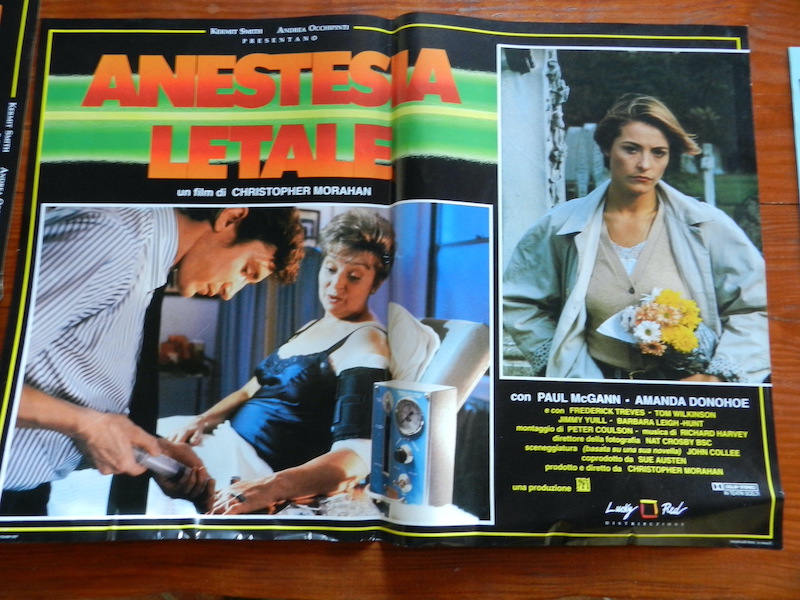 KERMIT SMITH ANDREA OCCHIPINTI
PRESENTANO
ANESTESIA
LETALE
un film di CHRISTOPHER MORAHAN
con PAUL McGANN - AMANDA DONOHOE
e con FREDERICK TREVES - TOM WILKINSON
JIMMY YUILL - BARBARA LEIGH-HUNT
montaggio di PETER COULSON - musica di RICHARD HARVEY
direttore della fotografia NAT CROSBY BSC
sceneggiatura (basata su una sua novella) JOHN COLLEE
coprodotto da SUE AUSTEN
prodotto e diretto da CHRISTOPHER MORAHAN
una produzione
Lucky Red
DISTRIBUZIONE
KERMIT SMITH